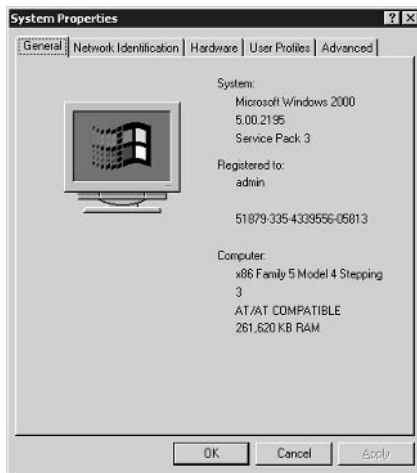 System Properties
General Network Identification Hardware User Profiles Advanced
System:
Microsoft Windows 2000
5.00.2195
Service Pack 3
Registered to:
admin
51879-335-4339556-05813
Computer:
x86 Family 5 Model 4 Stepping
3
AT/AT COMPATIBLE
261,620 KB RAM
OK Cancel Apply